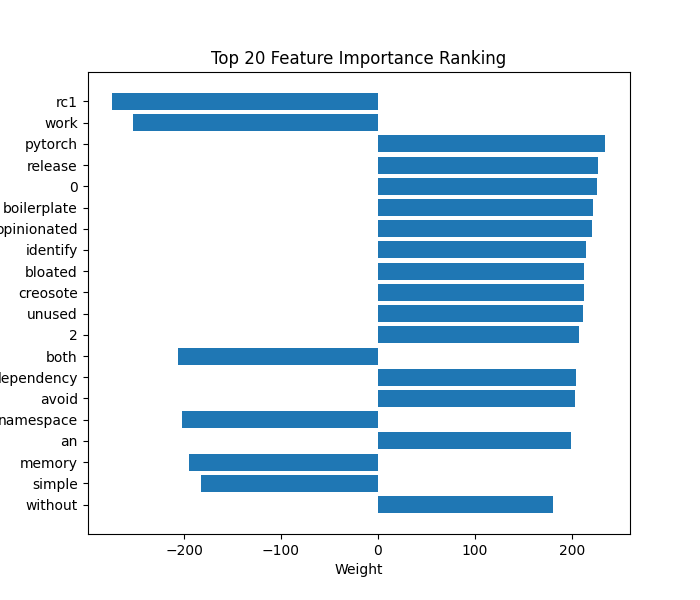 Top 20 Feature Importance Ranking
rc1
work
pytorch
release
0
boilerplate
opinionated
identify
bloated
creosote
unused
2
both
dependency
avoid
namespace
an
memory
simple
without
−200 −100 0 100 200
Weight